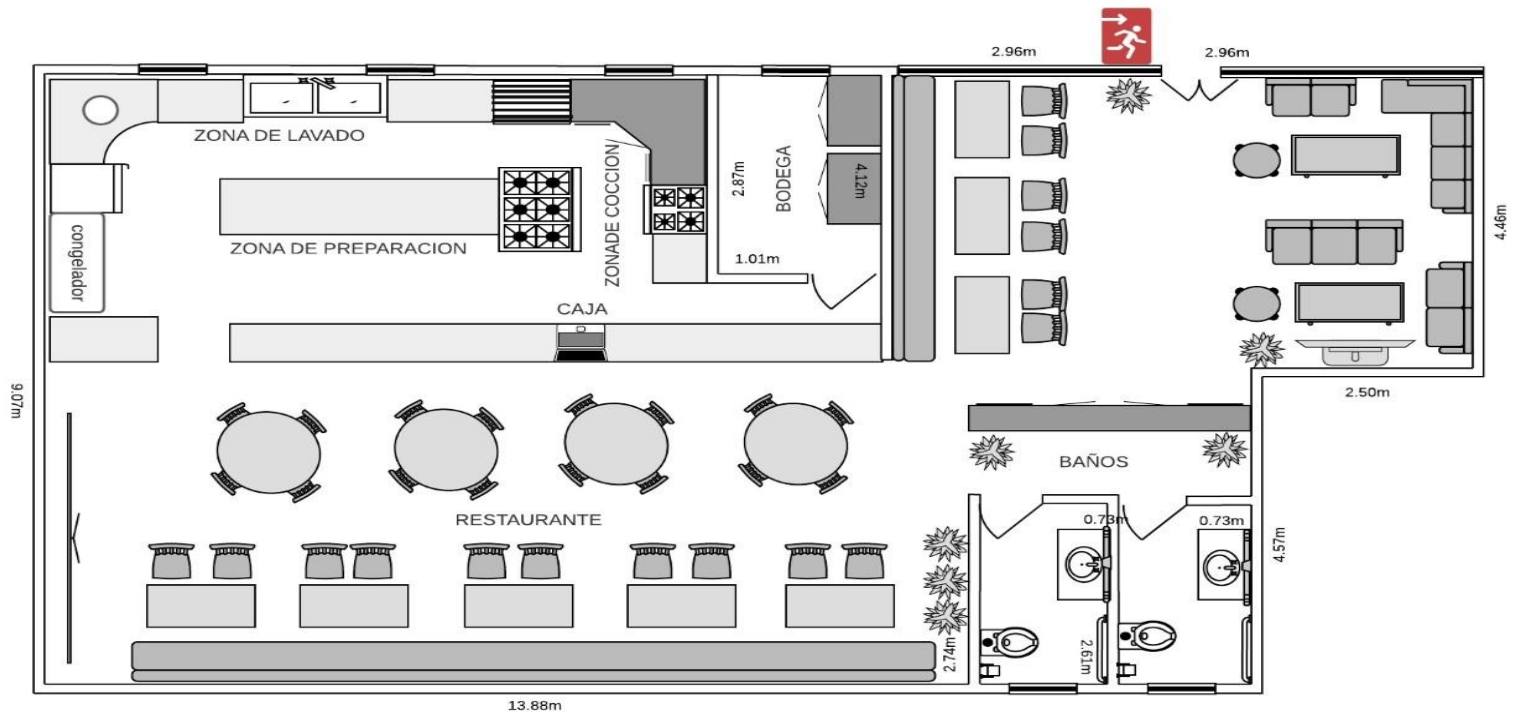 2.96m
2.96m
ZONA DE LAVADO
ZONADE COCCION
2.87m
BODEGA
4.12m
4.46m
congelador
ZONA DE PREPARACION
1.01m
CAJA
9.07m
2.50m
BAÑOS
RESTAURANTE
0.73m
0.73m
4.57m
2.74m
2.61m
13.88m